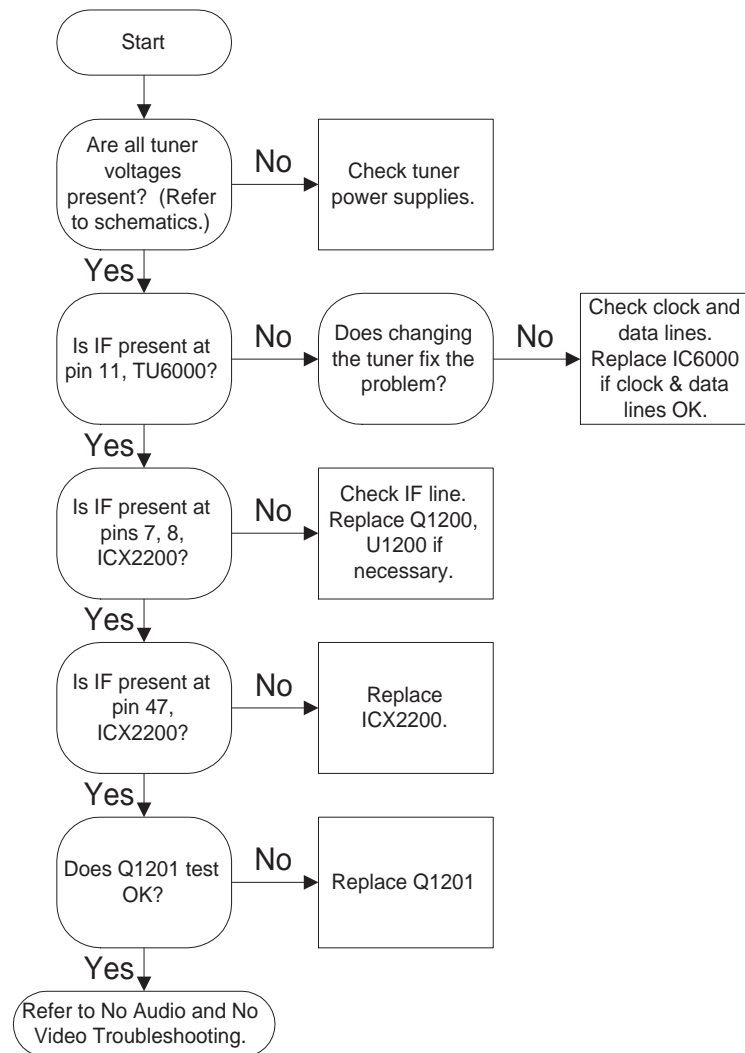 Start
Are all tuner
voltages
present? (Refer
to schematics.)
No
Check tuner
power supplies.
Yes
Is IF present at
pin 11, TU6000?
No
Does changing
the tuner fix the
problem?
No
Check clock and
data lines.
Replace IC6000
if clock & data
lines OK.
Yes
Is IF present at
pins 7, 8,
ICX2200?
No
Check IF line.
Replace Q1200,
U1200 if
necessary.
Yes
Is IF present at
pin 47,
ICX2200?
No
Replace
ICX2200.
Yes
Does Q1201 test
OK?
No
Replace Q1201
Yes
Refer to No Audio and No
Video Troubleshooting.